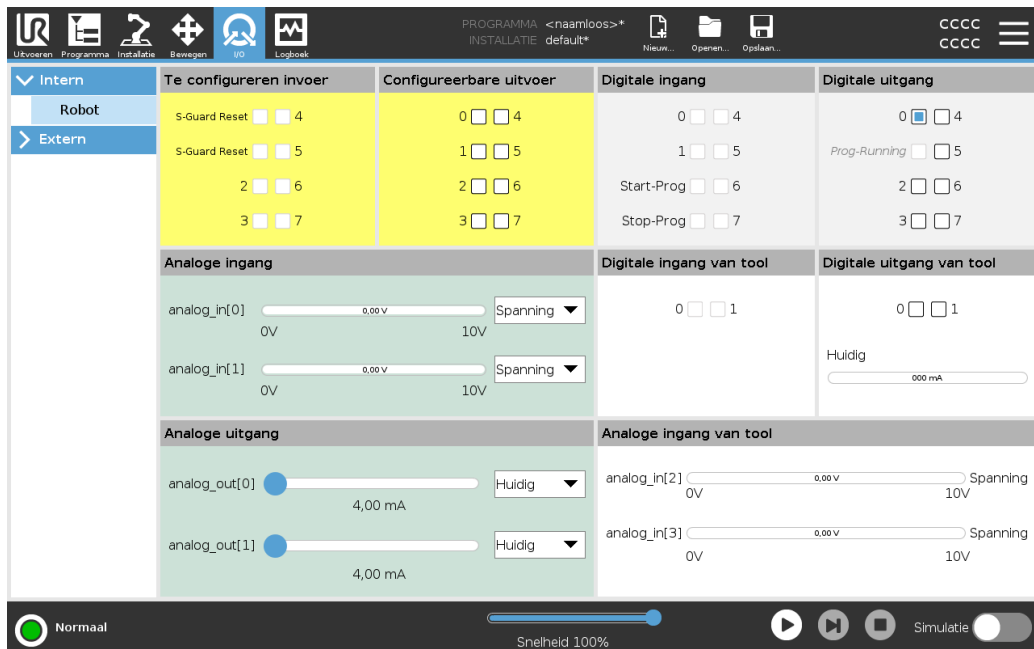 UR
PROGRAMMA <naamloos>*
INSTALLATIE default*
CCCC
CCCC
Uitvoeren Programma Installatie Bewegen I/O Logboek Nieuw... Openen... Opslaan...
Intern
Robot
Extern
Te configureren invoer
S-Guard Reset 4
S-Guard Reset 5
2 6
3 7
Configureerbare uitvoer
0 4
1 5
2 6
3 7
Digitale ingang
0 4
1 5
Start-Prog 6
Stop-Prog 7
Digitale uitgang
0 4
Prog-Running 5
2 6
3 7
Analoge ingang
analog_in[0] 0,00 V Spanning
0V 10V
analog_in[1] 0,00 V Spanning
0V 10V
Digitale ingang van tool
0 1
Digitale uitgang van tool
0 1
Huidig
000 mA
Analoge uitgang
analog_out[0] Huidig
4,00 mA
analog_out[1] Huidig
4,00 mA
Analoge ingang van tool
analog_in[2] 0,00 V Spanning
0V 10V
analog_in[3] 0,00 V Spanning
0V 10V
Normaal
Snelheid 100%
Simulatie